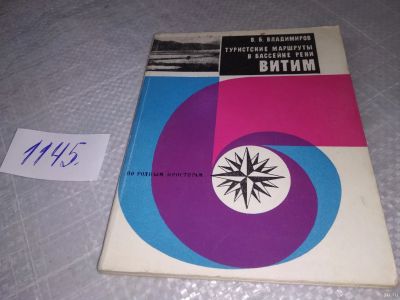 В. Б. ВЛАДИМИРОВ
ТУРИСТСКИЕ МАРШРУТЫ
В БАССЕЙНЕ РЕКИ
ВИТИМ
1145.
ПО РОДНЫМ ПРОСТОРАМ